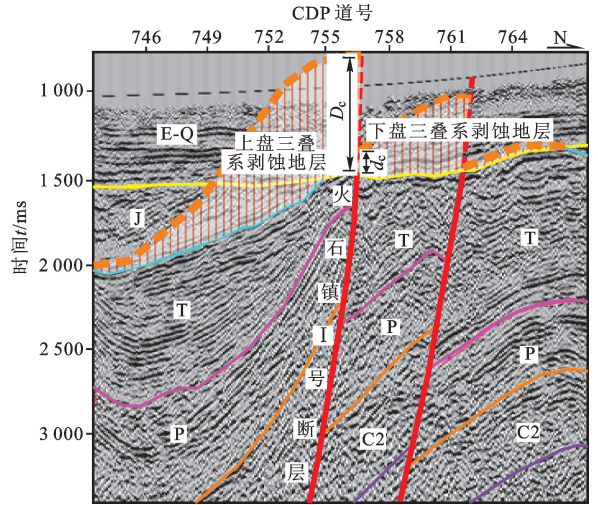 CDP 道号
746 749 752 755 758 761 764 N
1 000
1 500
2 000
2 500
3 000
时间t/ms
E-Q
上盘三叠
系剥蚀地层
Dc
dc
下盘三叠系剥蚀地层
J
T
T
T
P
P
P
C2
C2
火
石
镇
I
号
断
层